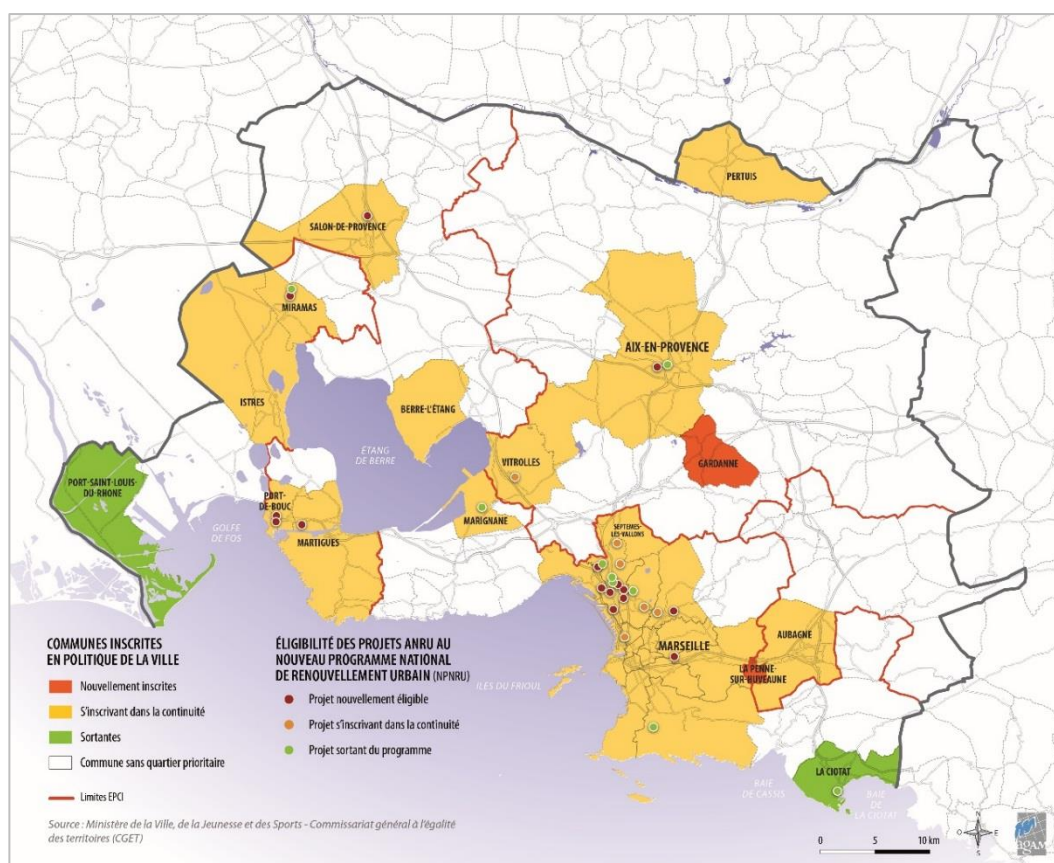 PERTUIS
SALON-DE-PROVENCE
MIRAMAS
AIX-EN-PROVENCE
ISTRES
BERRE-L'ÉTANG
ÉTANG
DE BERRE
VITROLLES
GARDANNE
PORT-SAINT-LOUIS-
DU-RHONE
PORT-
DE-BOUC
MARIGNANE
GOLFE
DE FOS
MARTIGUES
SEPTEMES-
LES-VALLONS
MARSEILLE
AUBAGNE
LA PENNE-
SUR-HUVEAUNE
ILES DU FRIOUL
LA CIOTAT
BAIE
DE CASSIS
BAIE
DE
LA CIOTAT
COMMUNES INSCRITES
EN POLITIQUE DE LA VILLE
Nouvellement inscrites
S'inscrivant dans la continuité
Sortantes
Commune sans quartier prioritaire
Limites EPCI
ÉLIGIBILITÉ DES PROJETS ANRU AU
NOUVEAU PROGRAMME NATIONAL
DE RENOUVELLEMENT URBAIN (NPNRU)
Projet nouvellement éligible
Projet s'inscrivant dans la continuité
Projet sortant du programme
Source : Ministère de la Ville, de la Jeunesse et des Sports - Commissariat général à l'égalité
des territoires (CGET)
0 5 10 km
N
O E
S
agAM